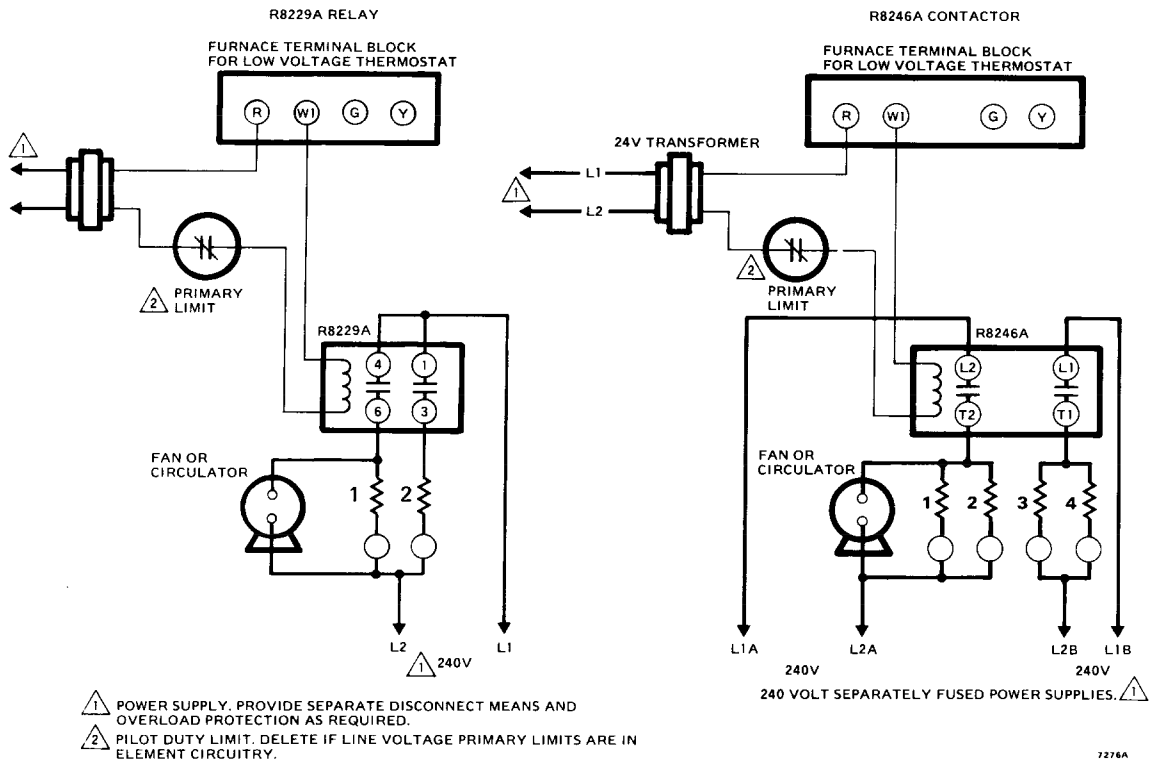 R8229A RELAY
FURNACE TERMINAL BLOCK
FOR LOW VOLTAGE THERMOSTAT
R W1 G Y
1
2
PRIMARY
LIMIT
R8229A
4 1
6 3
FAN OR
CIRCULATOR
1 2
L2 L1
1 240V
R8246A CONTACTOR
FURNACE TERMINAL BLOCK
FOR LOW VOLTAGE THERMOSTAT
R W1 G Y
24V TRANSFORMER
L1
1
L2
2
PRIMARY
LIMIT
R8246A
L2 L1
T2 T1
FAN OR
CIRCULATOR
1 2 3 4
L1A L2A L2B L1B
240V 240V
240 VOLT SEPARATELY FUSED POWER SUPPLIES. 1
1 POWER SUPPLY. PROVIDE SEPARATE DISCONNECT MEANS AND
OVERLOAD PROTECTION AS REQUIRED.
2 PILOT DUTY LIMIT. DELETE IF LINE VOLTAGE PRIMARY LIMITS ARE IN
ELEMENT CIRCUITRY.
7276A